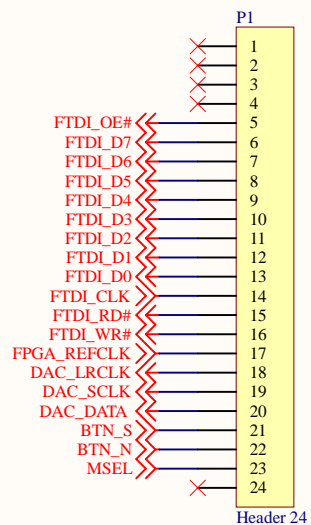 P1
1
2
3
4
FTDI_OE# 5
FTDI_D7 6
FTDI_D6 7
FTDI_D5 8
FTDI_D4 9
FTDI_D3 10
FTDI_D2 11
FTDI_D1 12
FTDI_D0 13
FTDI_CLK 14
FTDI_RD# 15
FTDI_WR# 16
FPGA_REFCLK 17
DAC_LRCLK 18
DAC_SCLK 19
DAC_DATA 20
BTN_S 21
BTN_N 22
MSEL 23
24
Header 24